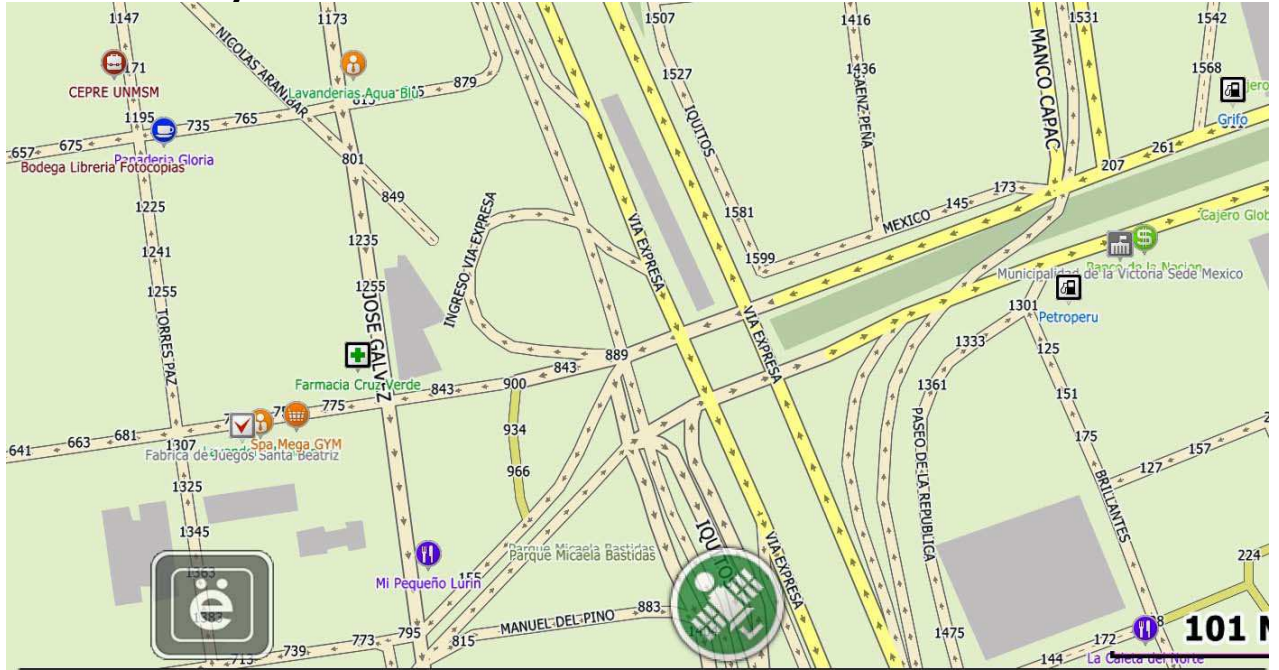 1147
1173
1507
1416
1531
1542
NICOLAS ARANIBAR
MANCO CAPAC
1436
SAENZ PEÑA
1568
1527
CEPRE UNMSM
Lavanderias Aqua Blu
879
IQUITOS
Grifo
1195
735
765
657
675
Panaderia Gloria
Bodega Libreria Fotocopias
801
207
261
849
173
145
MEXICO
1225
1581
Cajero Glob
1235
1241
VIA EXPRESA
INGRESO VIA EXPRESA
1599
Banco de la Nacion
Municipalidad de la Victoria Sede Mexico
1255
1255
JOSE GALVEZ
TORRES PAZ
1301
Petroperu
VIA EXPRESA
1333
125
889
843
900
843
Farmacia Cruz Verde
1361
151
775
PASEO DE LA REPUBLICA
641
663
681
1307
Spa Mega GYM
Fabrica de Juegos Santa Beatriz
934
175
966
127
157
BRILLANTES
1325
1345
IQUITOS
VIA EXPRESA
Parque Micaela Bastidas
Parque Micaela Bastidas
224
1363
ë
Mi Pequeño Lurin
155
1383
MANUEL DEL PINO
883
713
739
773
795
815
1475
144
172
La Caleta del Norte
101